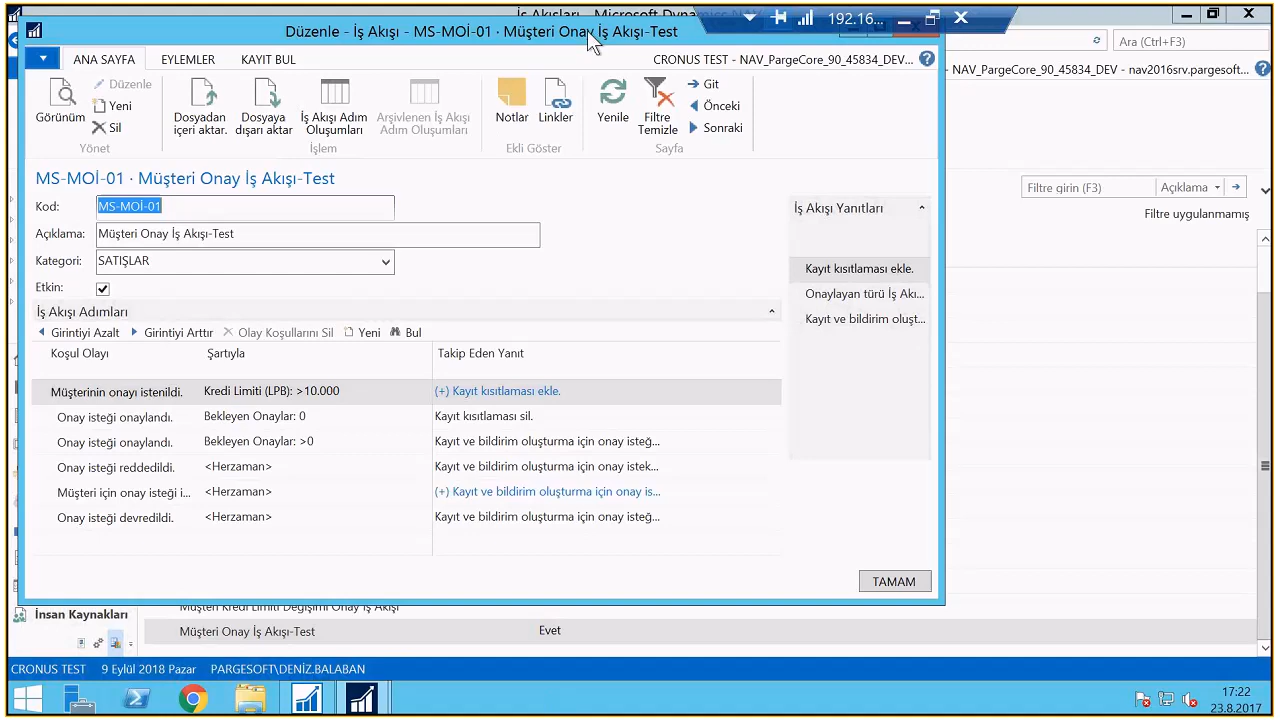 İş Akışları - Microsoft Dynamics NAV
192.16...
Düzenle - İş Akışı - MS-MOİ-01 · Müşteri Onay İş Akışı-Test
Ara (Ctrl+F3)
ANA SAYFA EYLEMLER KAYIT BUL
CRONUS TEST - NAV_PargeCore_90_45834_DEV...
- NAV_PargeCore_90_45834_DEV - nav2016srv.pargesoft...
Görünüm
Düzenle
Yeni
Sil
Yönet
Dosyadan içeri aktar.
Dosyaya dışarı aktar
İş Akışı Adım Oluşumları
Arşivlenen İş Akışı Adım Oluşumları
İşlem
Notlar
Linkler
Ekli Göster
Yenile
Filtre Temizle
Git
Önceki
Sonraki
Sayfa
MS-MOİ-01 · Müşteri Onay İş Akışı-Test
Filtre girin (F3) Açıklama
Filtre uygulanmamış
Kod: MS-MOİ-01
Açıklama: Müşteri Onay İş Akışı-Test
Kategori: SATIŞLAR
Etkin:
İş Akışı Yanıtları
Kayıt kısıtlaması ekle.
Onaylayan türü İş Akı...
Kayıt ve bildirim oluşt...
İş Akışı Adımları
Girintiyi Azalt Girintiyi Arttır Olay Koşullarını Sil Yeni Bul
Koşul Olayı Şartıyla Takip Eden Yanıt
Müşterinin onayı istenildi. Kredi Limiti (LPB): >10.000 (+) Kayıt kısıtlaması ekle.
Onay isteği onaylandı. Bekleyen Onaylar: 0 Kayıt kısıtlaması sil.
Onay isteği onaylandı. Bekleyen Onaylar: >0 Kayıt ve bildirim oluşturma için onay isteğ...
Onay isteği reddedildi. <Herzaman> Kayıt ve bildirim oluşturma için onay istek...
Müşteri için onay isteği i... <Herzaman> (+) Kayıt ve bildirim oluşturma için onay is...
Onay isteği devredildi. <Herzaman> Kayıt ve bildirim oluşturma için onay isteğ...
TAMAM
Müşteri Kredi Limiti Değişimi Onay İş Akışı
İnsan Kaynakları
Müşteri Onay İş Akışı-Test Evet
CRONUS TEST 9 Eylül 2018 Pazar PARGESOFT\DENİZ.BALABAN
17:22
23.8.2017